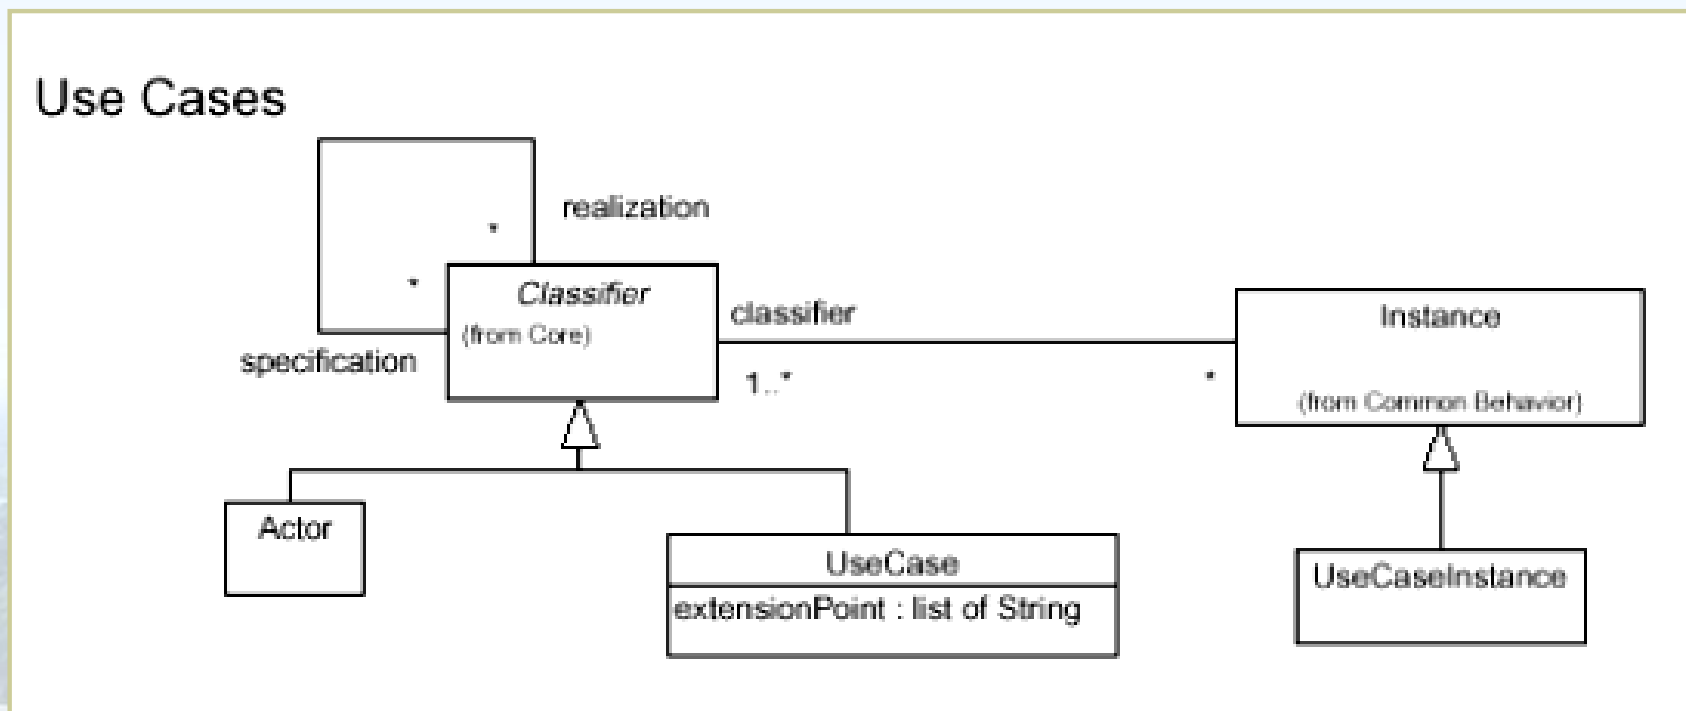 Use Cases
realization
*
*
Classifier
(from Core)
specification
classifier
1..*
*
Instance
(from Common Behavior)
Actor
UseCase
extensionPoint : list of String
UseCaseInstance